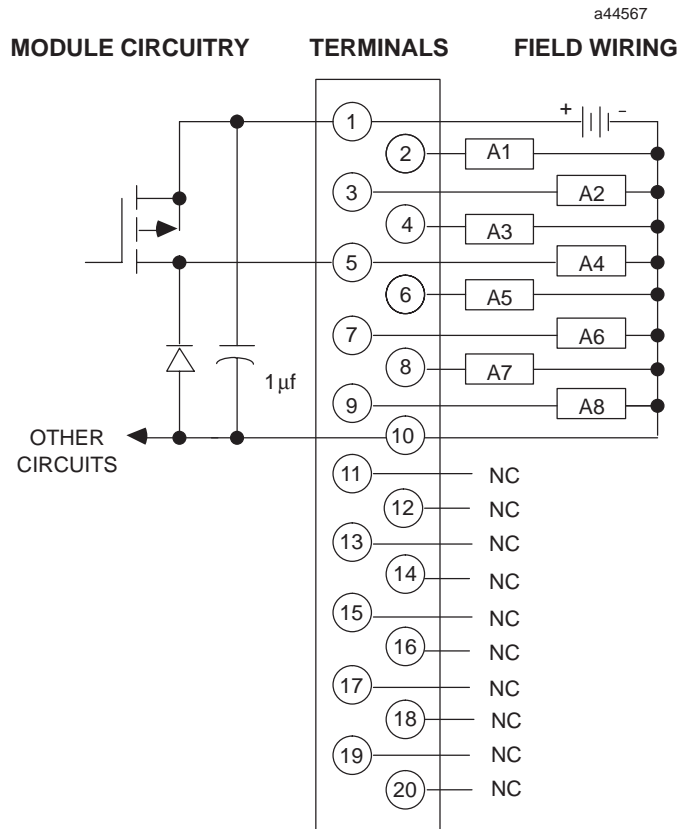 a44567
MODULE CIRCUITRY TERMINALS FIELD WIRING
1 + -
2 A1
3 A2
4 A3
5 A4
6 A5
7 A6
8 A7
1µf
9 A8
OTHER
CIRCUITS
10
11 NC
12 NC
13 NC
14 NC
15 NC
16 NC
17 NC
18 NC
19 NC
20 NC